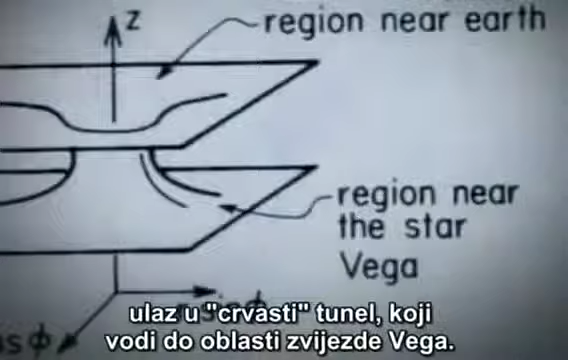 z
region near earth
region near
the star
Vega
ulaz u "crvasti" tunel, koji
vodi do oblasti zvijezde Vega.